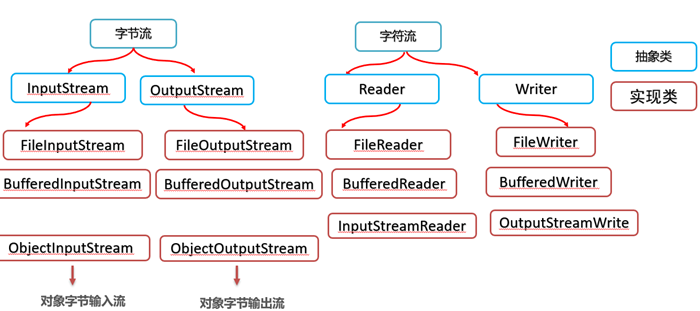 字节流
字符流
抽象类
InputStream
OutputStream
Reader
Writer
实现类
FileInputStream
FileOutputStream
FileReader
FileWriter
BufferedInputStream
BufferedOutputStream
BufferedReader
BufferedWriter
InputStreamReader
OutputStreamWrite
ObjectInputStream
ObjectOutputStream
对象字节输入流
对象字节输出流